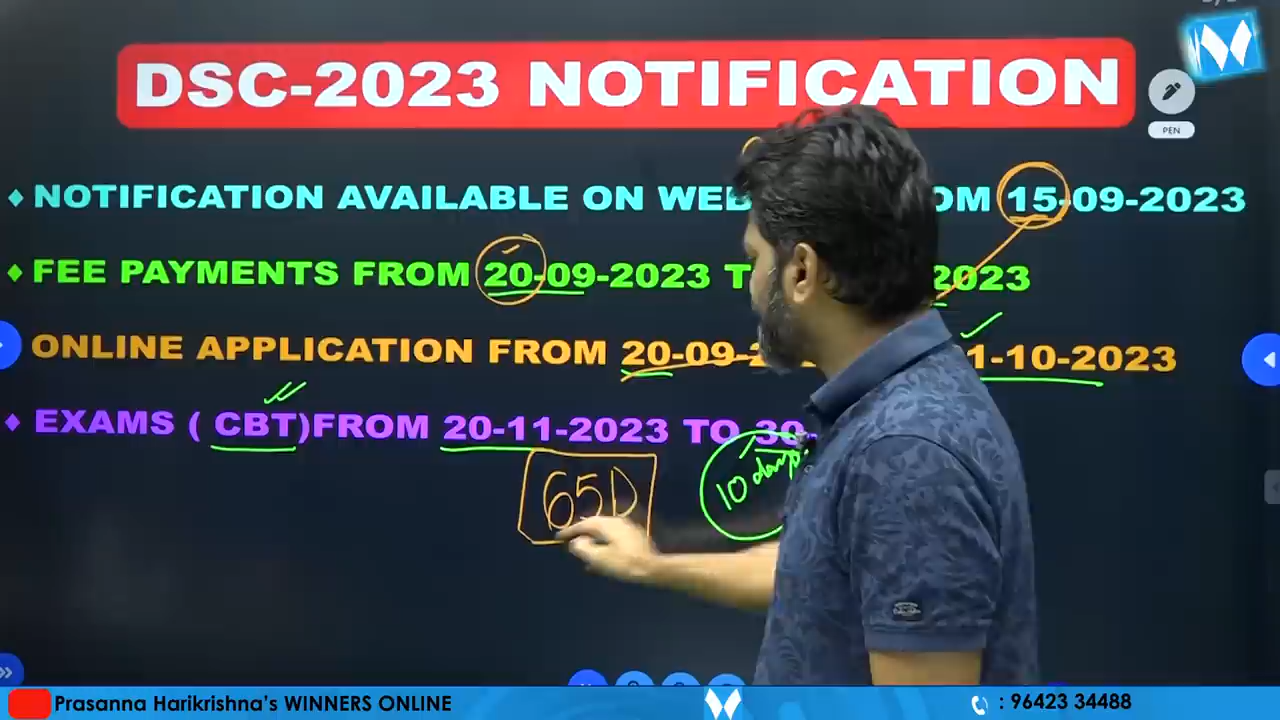 DSC-2023 NOTIFICATION
PEN
NOTIFICATION AVAILABLE ON 15-09-2023
FEE PAYMENTS FROM 20-09-2023
ONLINE APPLICATION FROM 20-09- 1-10-2023
EXAMS ( CBT)FROM 20-11-2023 TO 30-
65D
10 days
Prasanna Harikrishna's WINNERS ONLINE
: 96423 34488